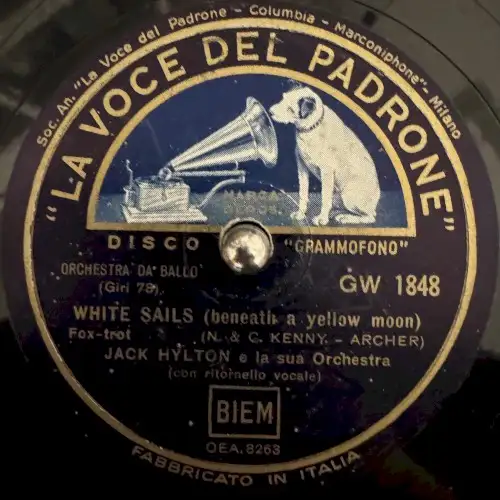 Soc. An. "La Voce del Padrone - Columbia - Marconiphone" - Milano
"LA VOCE DEL PADRONE"
DISCO "GRAMMOFONO"
ORCHESTRA DA BALLO
(Giri 78)
GW 1848
WHITE SAILS (beneath a yellow moon)
Fox-trot (N. & C. KENNY - ARCHER)
JACK HYLTON e la sua Orchestra
(con ritornello vocale)
BIEM
OEA. 8263
FABBRICATO IN ITALIA